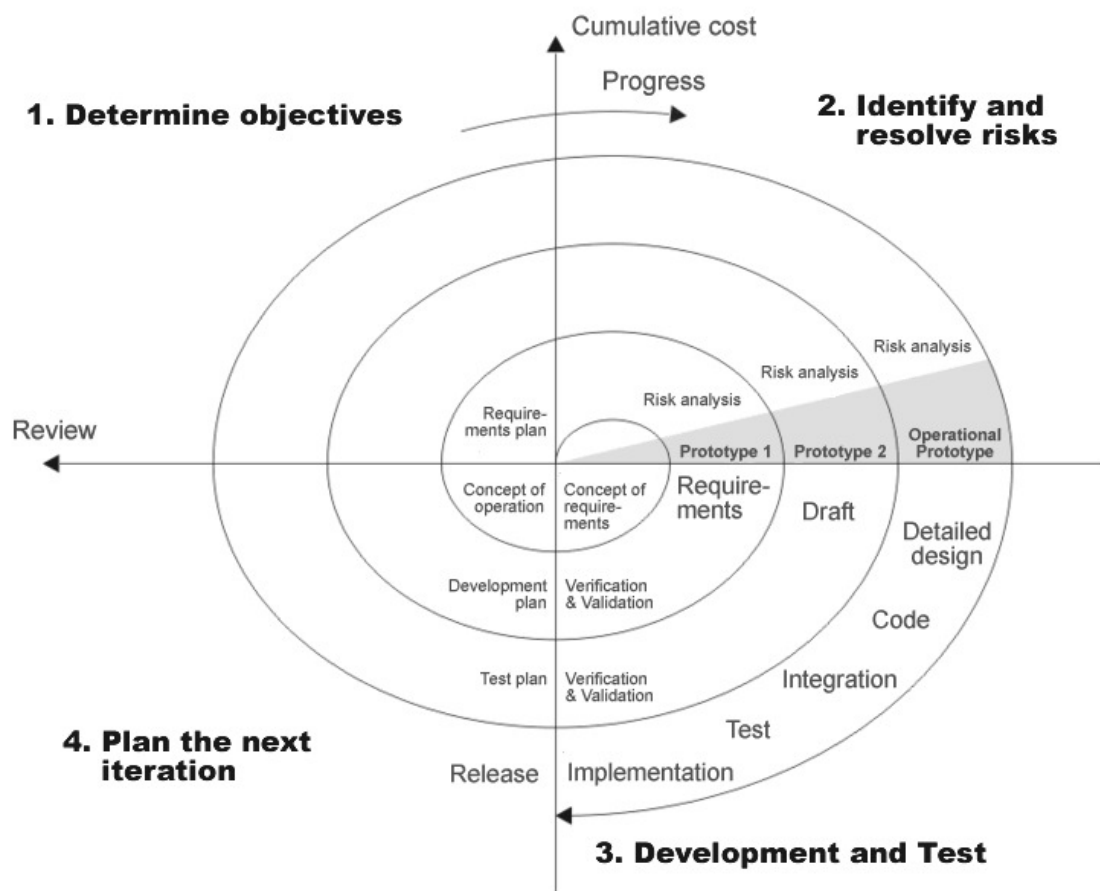 Cumulative cost
Progress
1. Determine objectives
2. Identify and
resolve risks
Risk analysis
Risk analysis
Risk analysis
Require-
ments plan
Review
Prototype 1
Prototype 2
Operational
Prototype
Concept of
operation
Concept of
require-
ments
Require-
ments
Draft
Detailed
design
Development
plan
Verification
& Validation
Code
Test plan
Verification
& Validation
Integration
Test
4. Plan the next
iteration
Release
Implementation
3. Development and Test